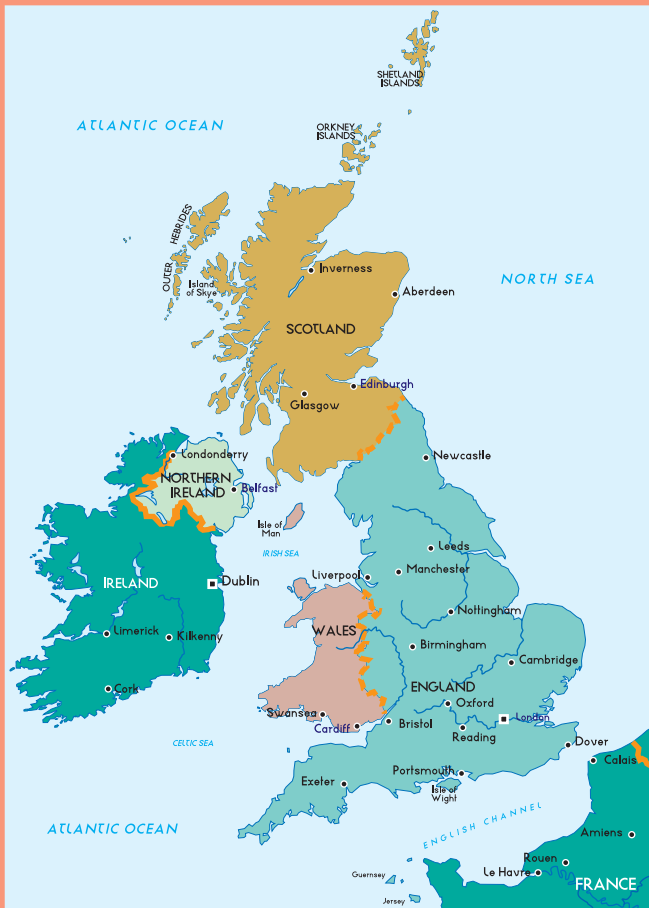 SHETLAND
ISLANDS
ATLANTIC OCEAN
ORKNEY
ISLANDS
OUTER HEBRIDES
Island
of Skye
Inverness
NORTH SEA
Aberdeen
SCOTLAND
Edinburgh
Glasgow
Londonderry
Newcastle
NORTHERN
IRELAND
Belfast
Isle of
Man
IRISH SEA
Leeds
Liverpool
Manchester
IRELAND
Dublin
Nottingham
Limerick
Kilkenny
WALES
Birmingham
Cambridge
Cork
ENGLAND
Oxford
Swansea
Cardiff
Bristol
London
Reading
CELTIC SEA
Dover
Calais
Portsmouth
Exeter
Isle of
Wight
ENGLISH CHANNEL
ATLANTIC OCEAN
Amiens
Rouen
Le Havre
Guernsey
FRANCE
Jersey